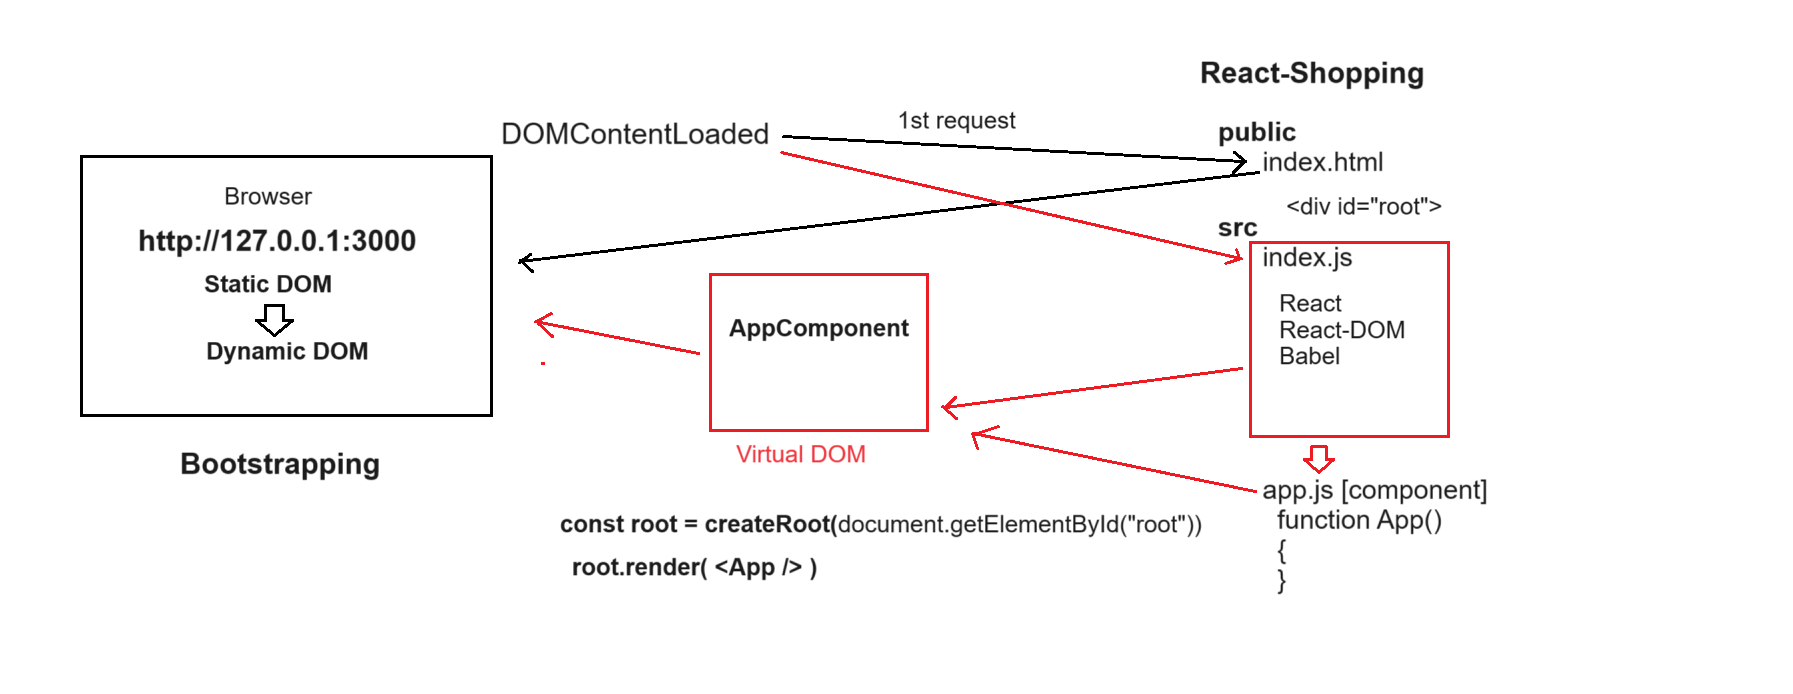 React-Shopping
1st request
DOMContentLoaded
public
index.html
Browser
<div id="root">
http://127.0.0.1:3000
src
index.js
Static DOM
React
AppComponent
React-DOM
Dynamic DOM
Babel
Virtual DOM
Bootstrapping
app.js [component]
const root = createRoot(document.getElementById("root"))
function App()
{
root.render( <App /> )
}